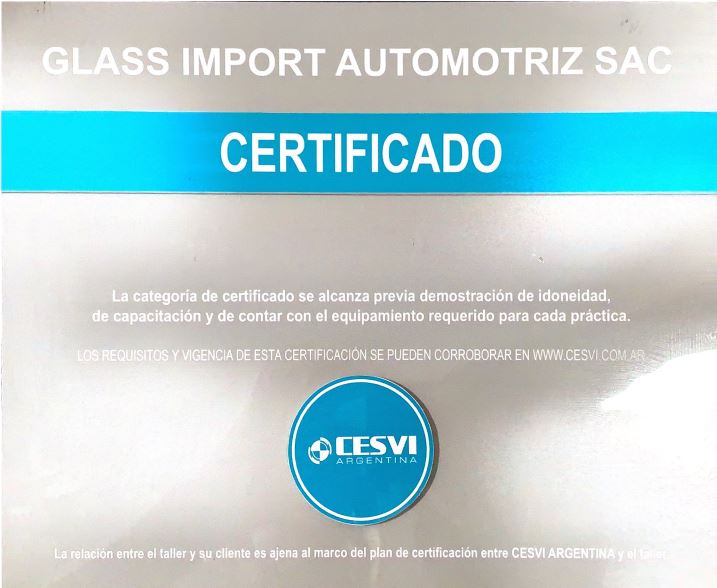 GLASS IMPORT AUTOMOTRIZ SAC
CERTIFICADO
La categoría de certificado se alcanza previa demostración de idoneidad,
de capacitación y de contar con el equipamiento requerido para cada práctica.
LOS REQUISITOS Y VIGENCIA DE ESTA CERTIFICACIÓN SE PUEDEN CORROBORAR EN WWW.CESVI.COM.AR
CESVI
ARGENTINA
La relación entre el taller y su cliente es ajena al marco del plan de certificación entre CESVI ARGENTINA y el taller.